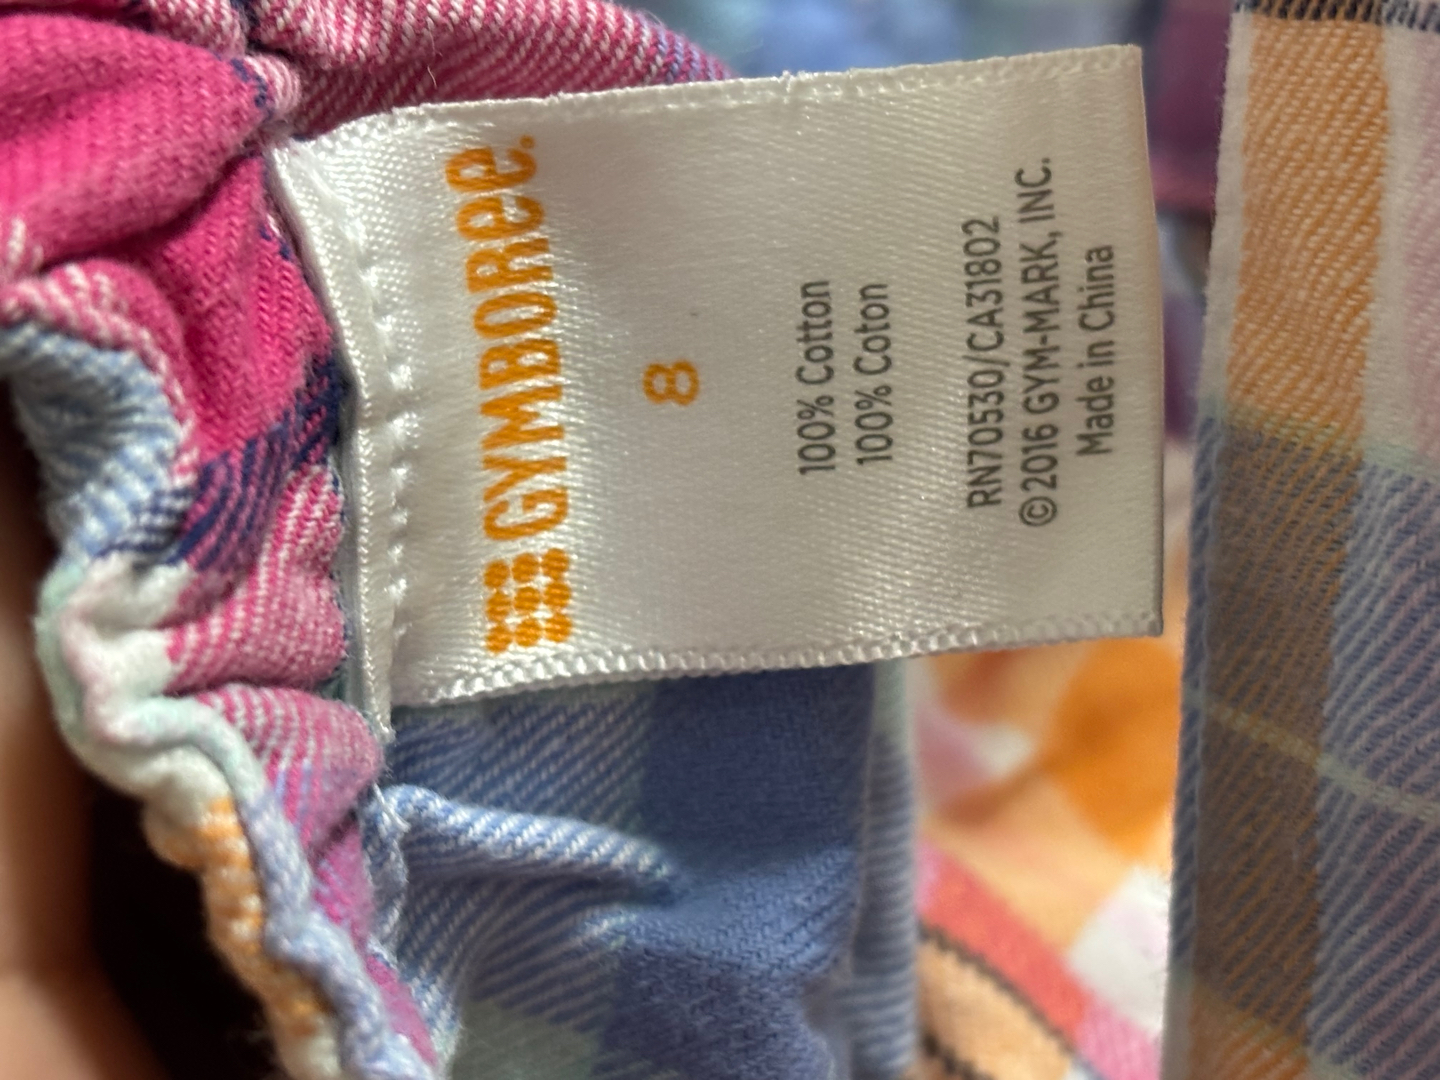 GYMBOREE.
8
100% Cotton
100% Coton
RN70530/CA31802
©2016 GYM-MARK, INC.
Made in China